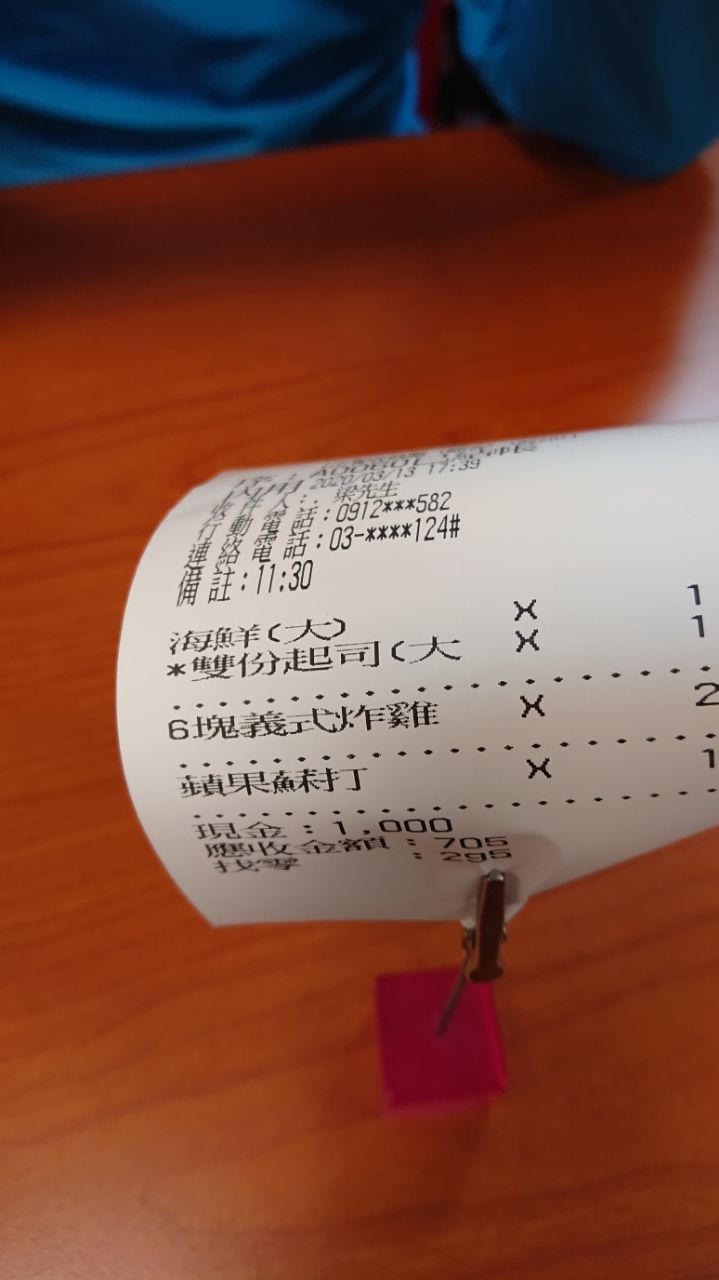 2020/03/13 17:39
收件人:梁先生
行動電話:0912***582
連絡電話:03-****124#
備註:11:30
海鮮(大) X 1
*雙份起司(大 X 1
6塊義式炸雞 X 2
蘋果蘇打 X 1
現金:1,000
應收金額:705
找零:295